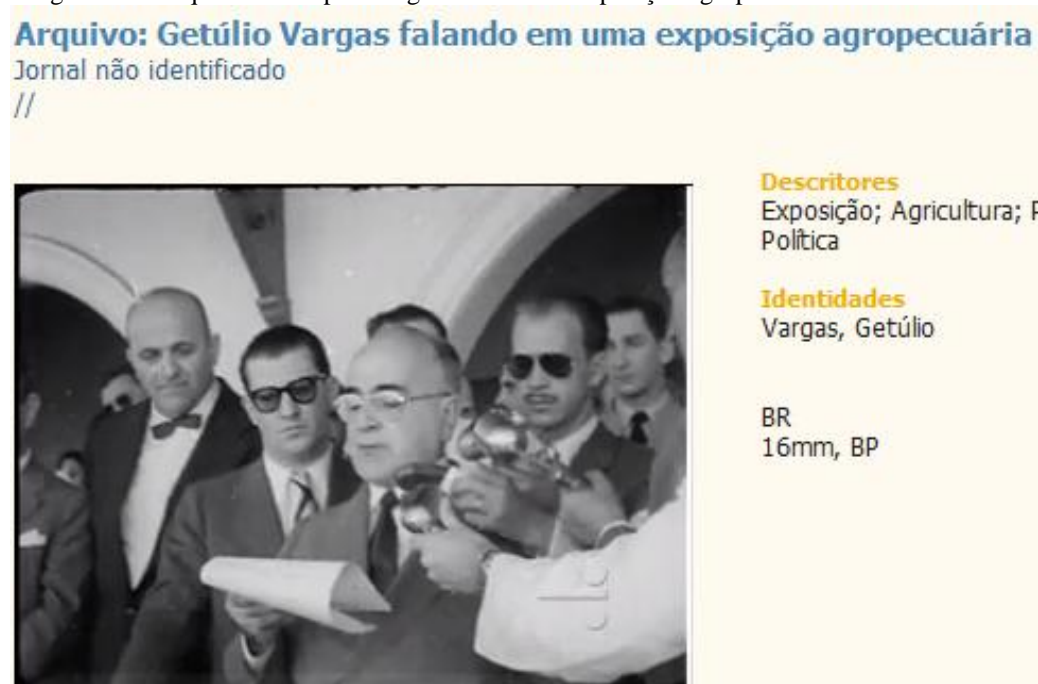 Arquivo: Getúlio Vargas falando em uma exposição agropecuária
Jornal não identificado
//
Descritores
Exposição; Agricultura;
Política
Identidades
Vargas, Getúlio
BR
16mm, BP